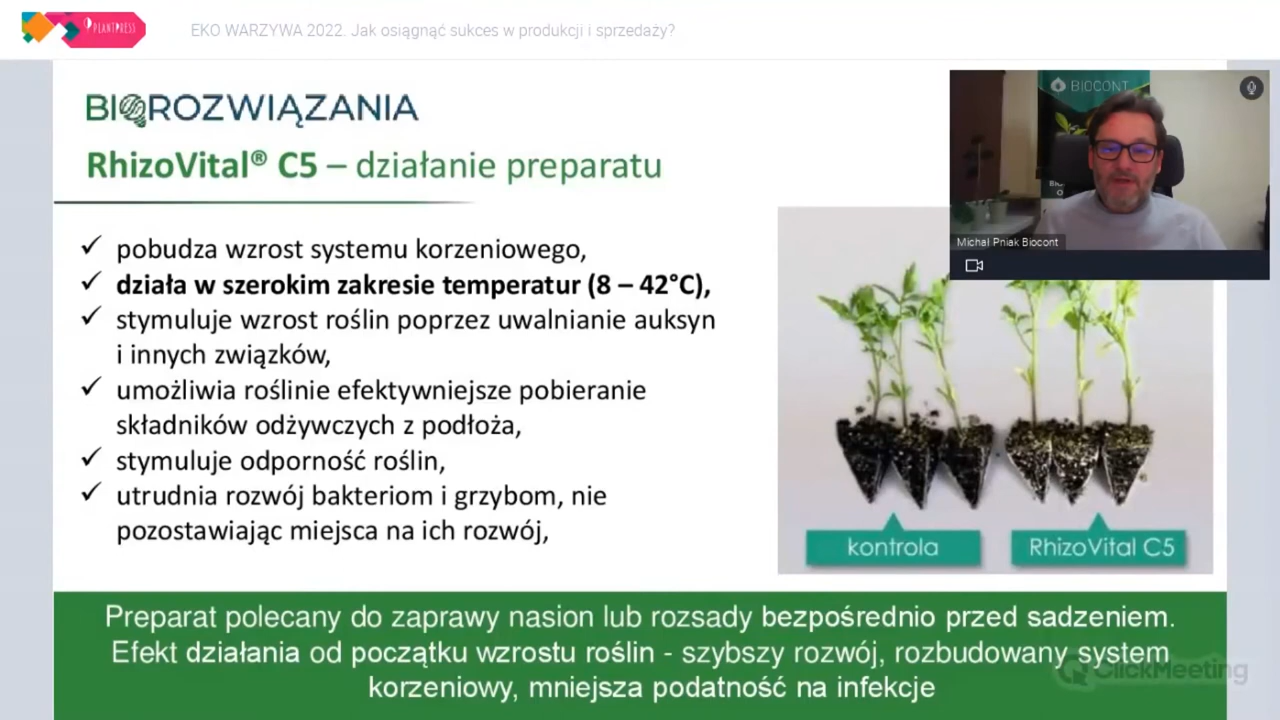 PLANTPRESS
EKO WARZYWA 2022. Jak osiągnąć sukces w produkcji i sprzedaży?
BIOROZWIĄZANIA
RhizoVital® C5 – działanie preparatu
BIOCONT
Michał Pniak Biocont
✓ pobudza wzrost systemu korzeniowego,
✓ działa w szerokim zakresie temperatur (8 – 42°C),
✓ stymuluje wzrost roślin poprzez uwalnianie auksyn
i innych związków,
✓ umożliwia roślinie efektywniejsze pobieranie
składników odżywczych z podłoża,
✓ stymuluje odporność roślin,
✓ utrudnia rozwój bakteriom i grzybom, nie
pozostawiając miejsca na ich rozwój,
kontrola
RhizoVital C5
Preparat polecany do zaprawy nasion lub rozsady bezpośrednio przed sadzeniem.
Efekt działania od początku wzrostu roślin - szybszy rozwój, rozbudowany system
korzeniowy, mniejsza podatność na infekcje
ClickMeeting